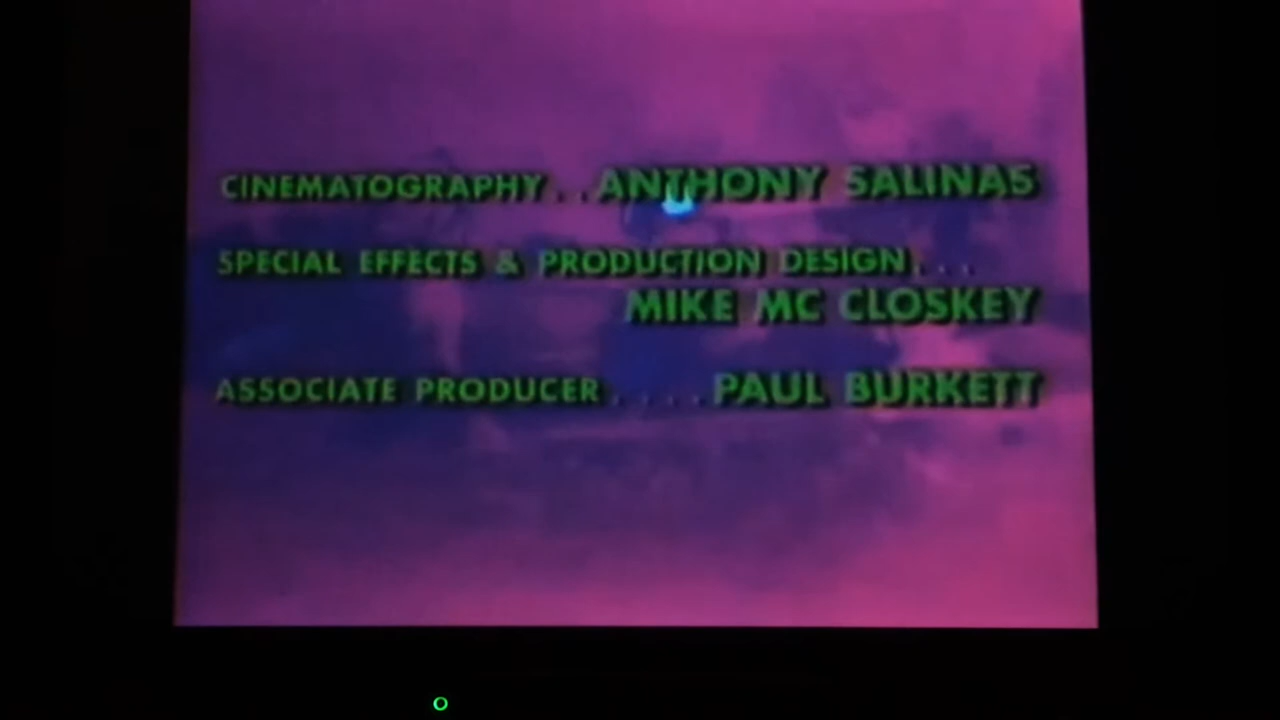 CINEMATOGRAPHY . . ANTHONY SALINAS
SPECIAL EFFECTS & PRODUCTION DESIGN . . .
MIKE MC CLOSKEY
ASSOCIATE PRODUCER . . . . PAUL BURKETT